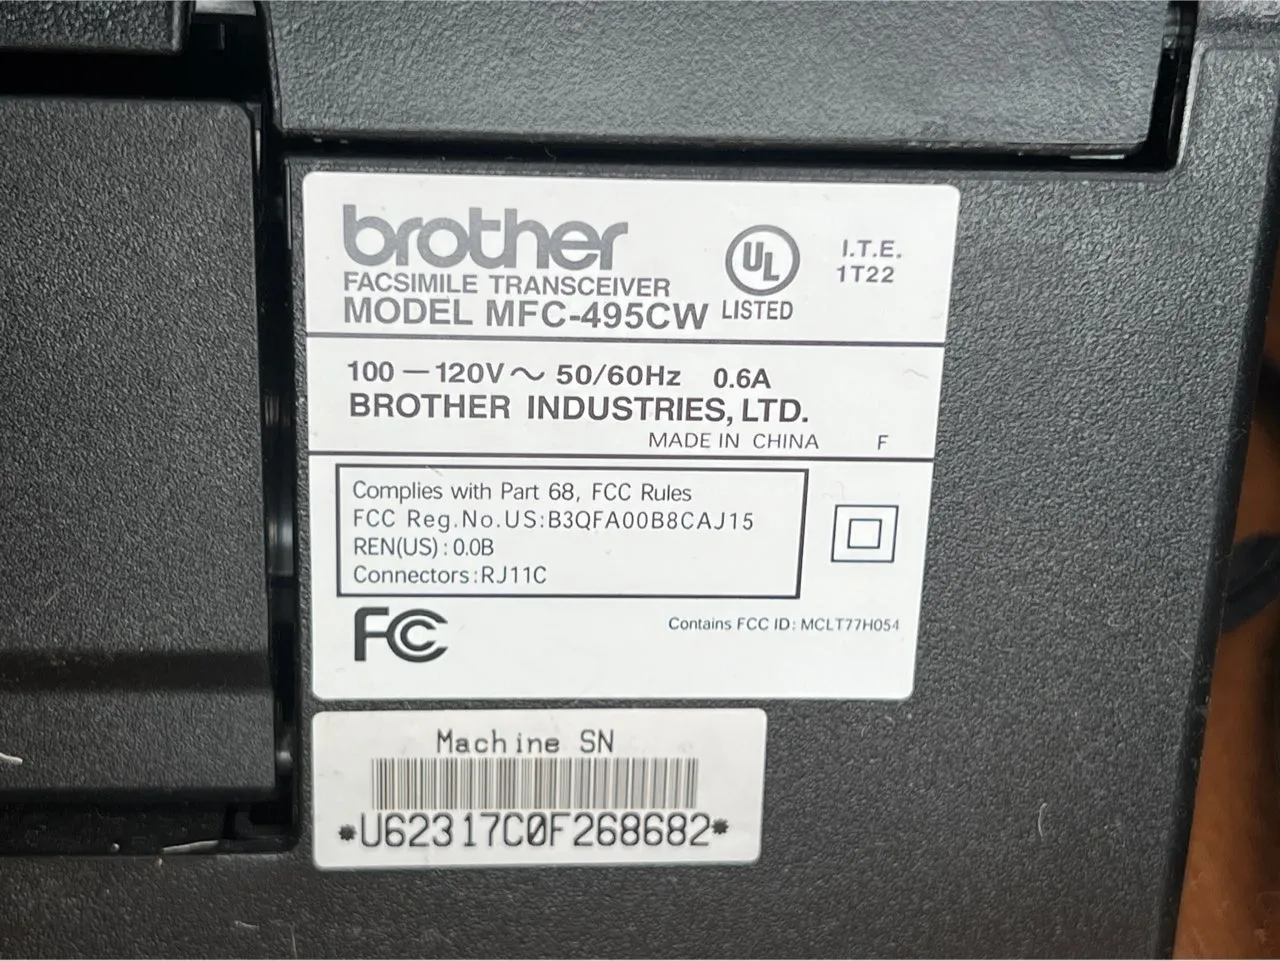 brother
FACSIMILE TRANSCEIVER
MODEL MFC-495CW
UL
LISTED
I.T.E.
1T22
100 — 120V ~ 50/60Hz 0.6A
BROTHER INDUSTRIES, LTD.
MADE IN CHINA F
Complies with Part 68, FCC Rules
FCC Reg.No.US:B3QFA00B8CAJ15
REN(US) : 0.0B
Connectors:RJ11C
FC
Contains FCC ID: MCLT77H054
Machine SN
*U62317C0F268682*